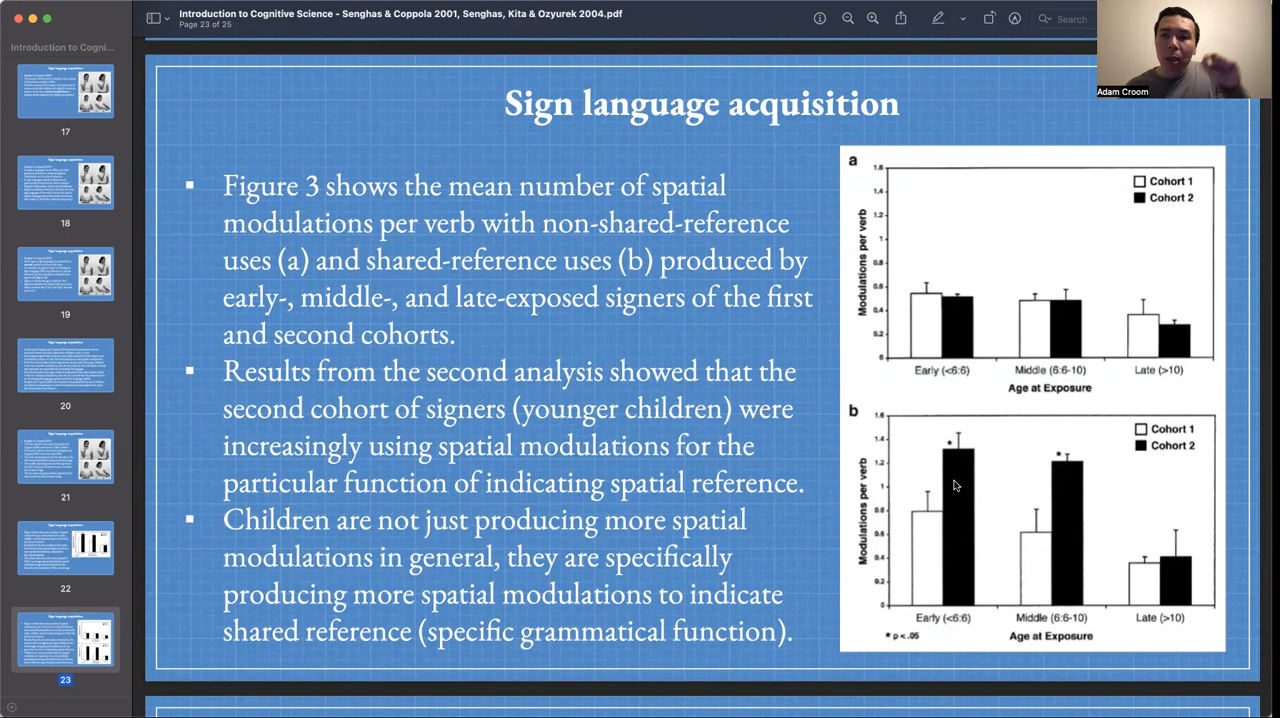 Introduction to Cognitive Science - Senghas & Coppola 2001, Senghas, Kita & Ozyurek 2004.pdf
Page 23 of 25
Search
Adam Croom
Introduction to Cogni...
17
18
19
20
21
22
23
Sign language acquisition
▪ Figure 3 shows the mean number of spatial
modulations per verb with non-shared-reference
uses (a) and shared-reference uses (b) produced by
early-, middle-, and late-exposed signers of the first
and second cohorts.
▪ Results from the second analysis showed that the
second cohort of signers (younger children) were
increasingly using spatial modulations for the
particular function of indicating spatial reference.
▪ Children are not just producing more spatial
modulations in general, they are specifically
producing more spatial modulations to indicate
shared reference (specific grammatical function).
a
Modulations per verb
1.6
1.4
1.2
1
0.8
0.6
0.4
0.2
0
Cohort 1
Cohort 2
Early (<6:6)
Middle (6:6-10)
Late (>10)
Age at Exposure
b
Modulations per verb
1.6
1.4
1.2
1
0.8
0.6
0.4
0.2
0
Cohort 1
Cohort 2
*
*
Early (<6:6)
Middle (6:6-10)
Late (>10)
* p < .05
Age at Exposure